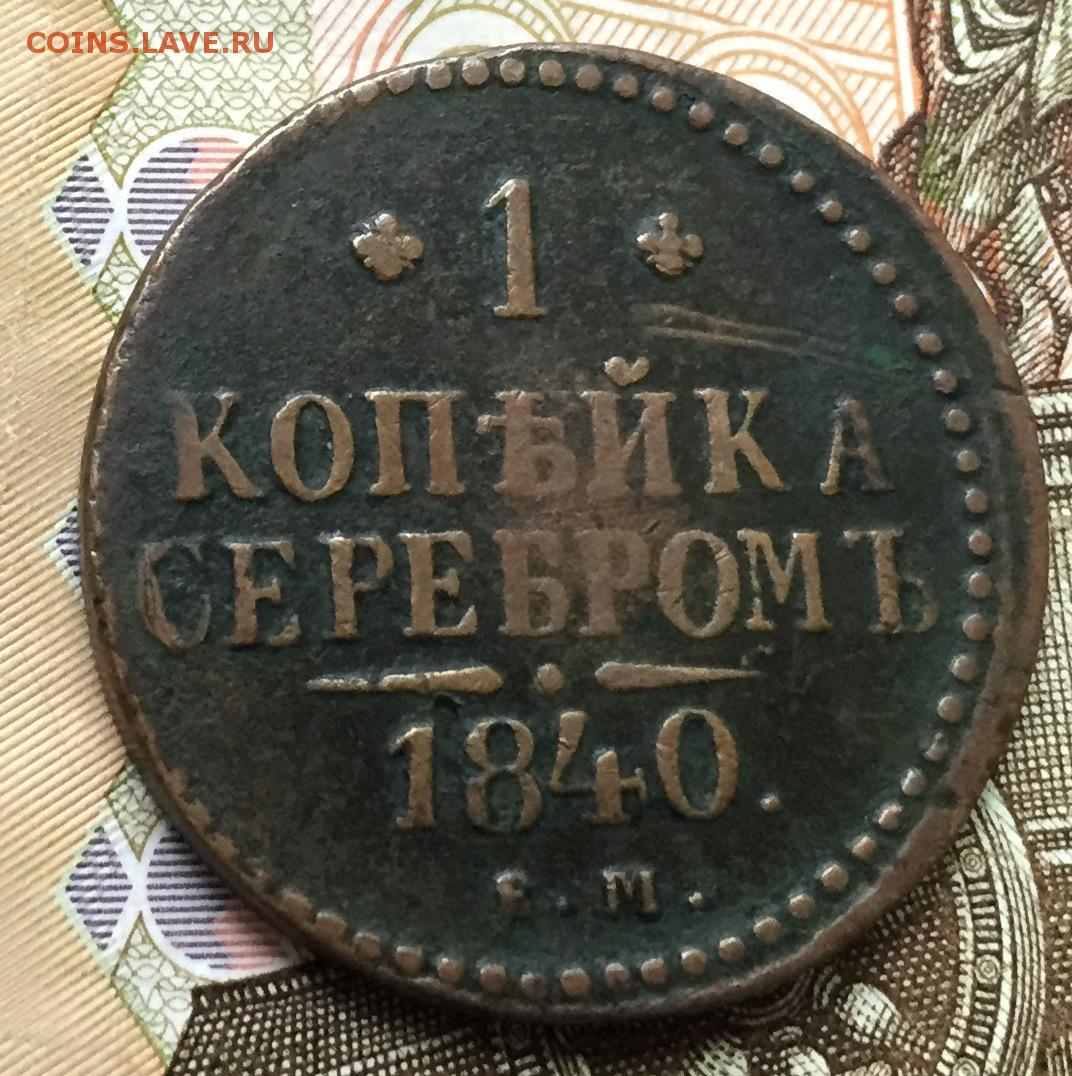 COINS.LAVE.RU
1
КОПѢЙКА
СЕРЕБРОМЪ
1840.
Е.М.